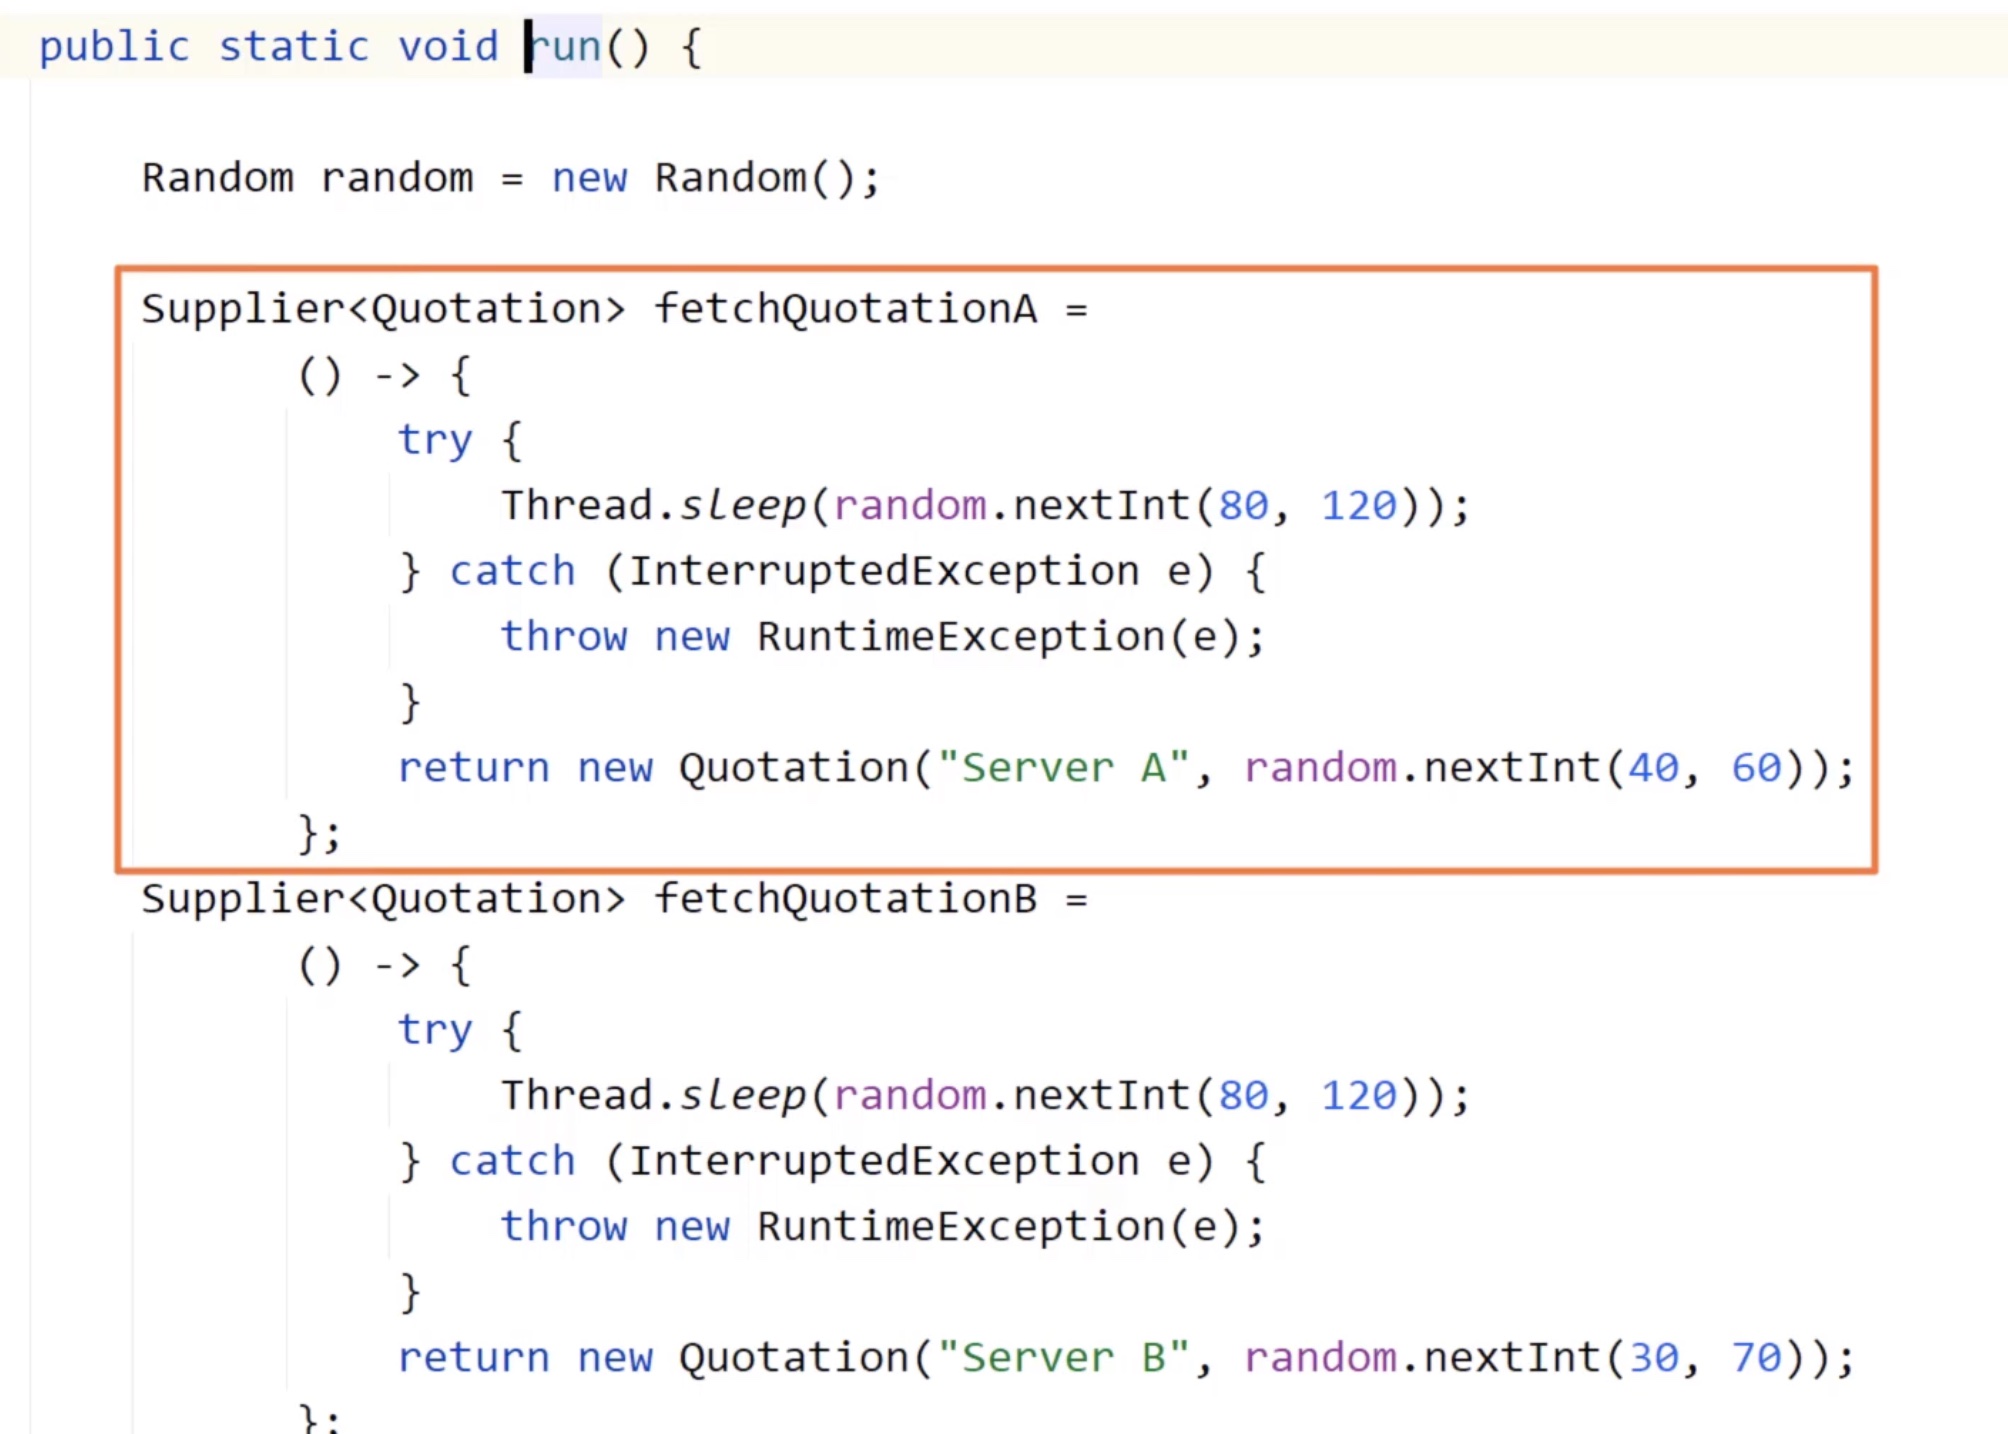 public static void run() {
Random random = new Random();
Supplier<Quotation> fetchQuotationA =
() -> {
try {
Thread.sleep(random.nextInt(80, 120));
} catch (InterruptedException e) {
throw new RuntimeException(e);
}
return new Quotation("Server A", random.nextInt(40, 60));
};
Supplier<Quotation> fetchQuotationB =
() -> {
try {
Thread.sleep(random.nextInt(80, 120));
} catch (InterruptedException e) {
throw new RuntimeException(e);
}
return new Quotation("Server B", random.nextInt(30, 70));
};